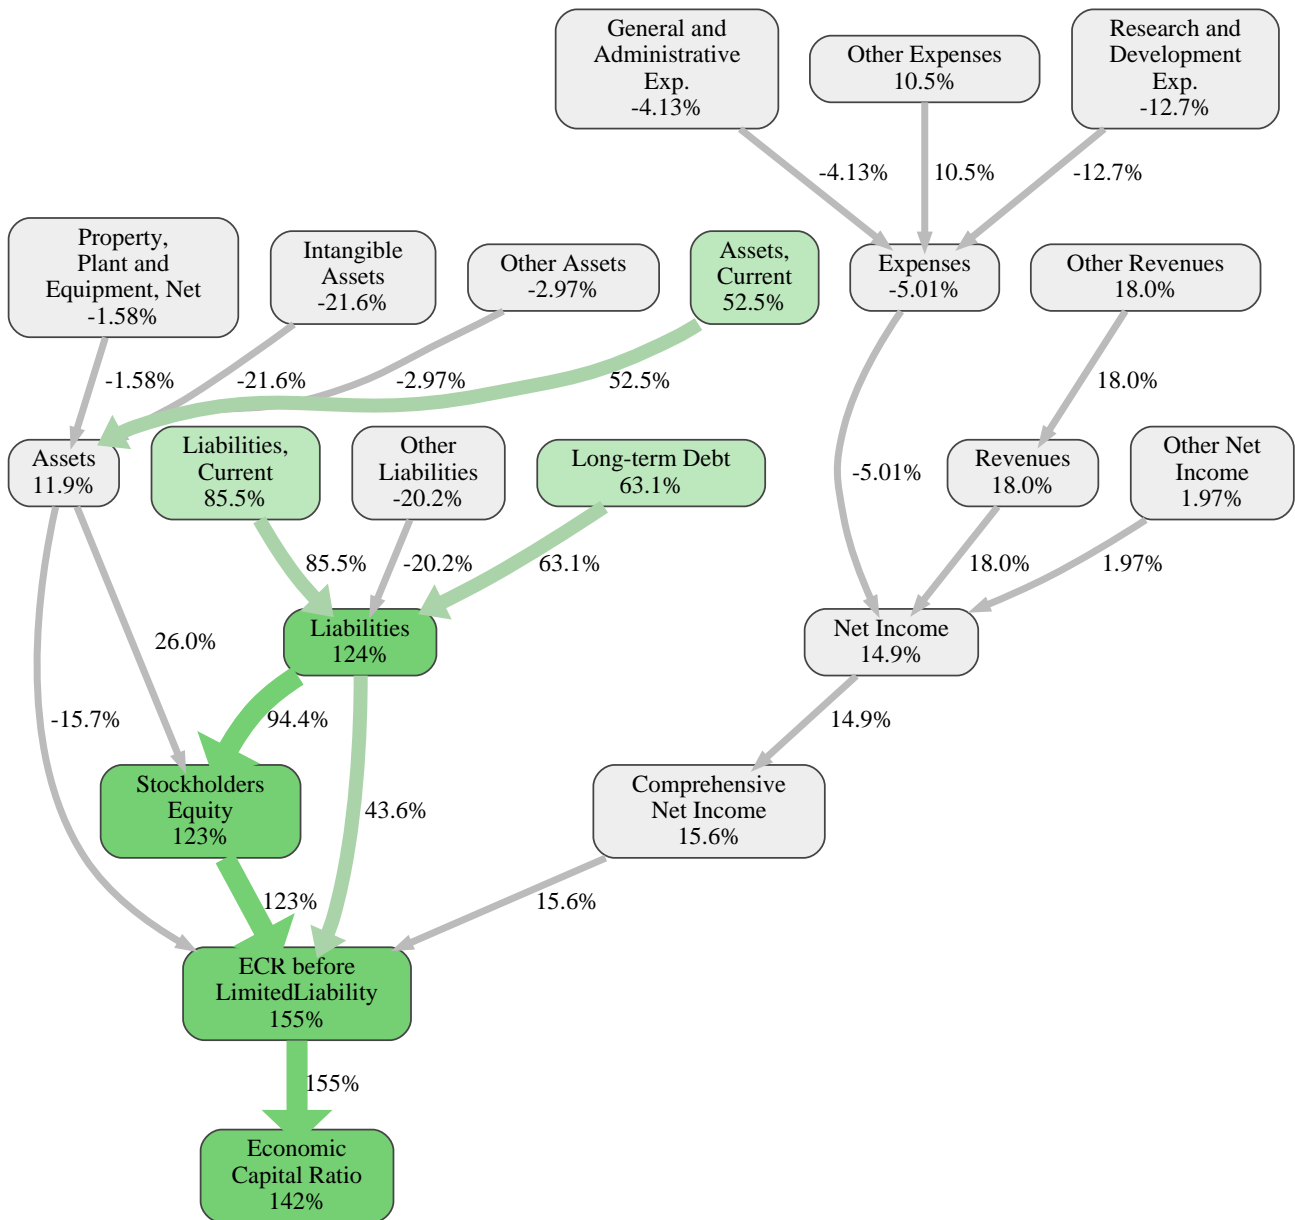 General and
Administrative
Exp.
-4.13%
Other Expenses
10.5%
Research and
Development
Exp.
-12.7%
-4.13%
10.5%
-12.7%
Property,
Plant and
Equipment, Net
-1.58%
Intangible
Assets
-21.6%
Other Assets
-2.97%
Assets,
Current
52.5%
Expenses
-5.01%
Other Revenues
18.0%
-1.58%
-21.6%
-2.97%
52.5%
18.0%
Assets
11.9%
Liabilities,
Current
85.5%
Other
Liabilities
-20.2%
Long-term Debt
63.1%
-5.01%
Revenues
18.0%
Other Net
Income
1.97%
85.5%
-20.2%
63.1%
18.0%
1.97%
26.0%
Liabilities
124%
Net Income
14.9%
-15.7%
94.4%
14.9%
Stockholders
Equity
123%
43.6%
Comprehensive
Net Income
15.6%
123%
15.6%
ECR before
LimitedLiability
155%
155%
Economic
Capital Ratio
142%